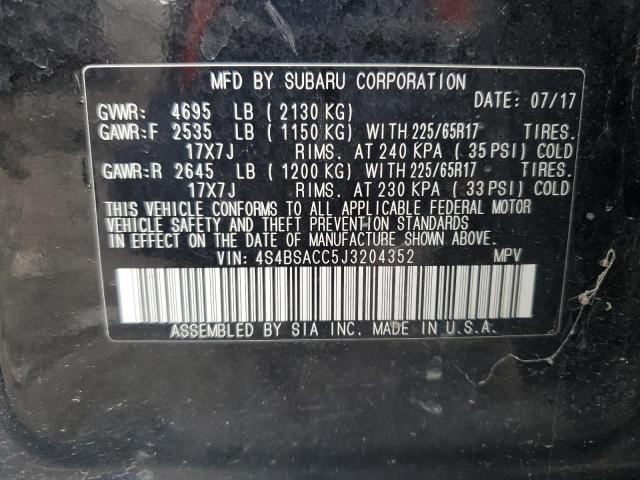 MFD BY SUBARU CORPORATION
DATE: 07/17
GVWR: 4695 LB ( 2130 KG)
GAWR:F 2535 LB ( 1150 KG) WITH 225/65R17 TIRES.
17X7J RIMS. AT 240 KPA ( 35 PSI) COLD
GAWR:R 2645 LB ( 1200 KG) WITH 225/65R17 TIRES.
17X7J RIMS. AT 230 KPA ( 33 PSI) COLD
THIS VEHICLE CONFORMS TO ALL APPLICABLE FEDERAL MOTOR
VEHICLE SAFETY AND THEFT PREVENTION STANDARDS
IN EFFECT ON THE DATE OF MANUFACTURE SHOWN ABOVE.
VIN: 4S4BSACC5J3204352 MPV
ASSEMBLED BY SIA INC. MADE IN U.S.A.